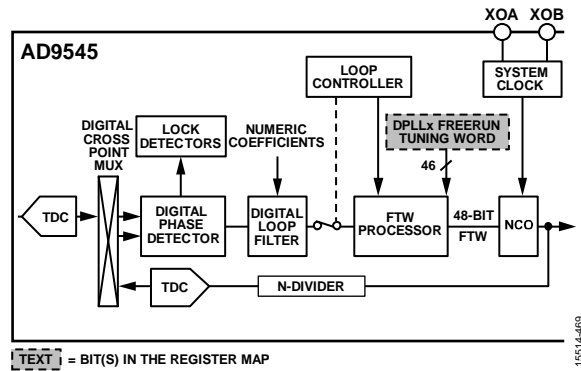 XOA XOB
AD9545
LOOP
CONTROLLER
SYSTEM
CLOCK
DIGITAL
CROSS
POINT
MUX
LOCK
DETECTORS
NUMERIC
COEFFICIENTS
DPLLx FREERUN
TUNING WORD
46
TDC
DIGITAL
PHASE
DETECTOR
DIGITAL
LOOP
FILTER
FTW
PROCESSOR
48-BIT
FTW
NCO
TDC
N-DIVIDER
TEXT = BIT(S) IN THE REGISTER MAP
15514-469